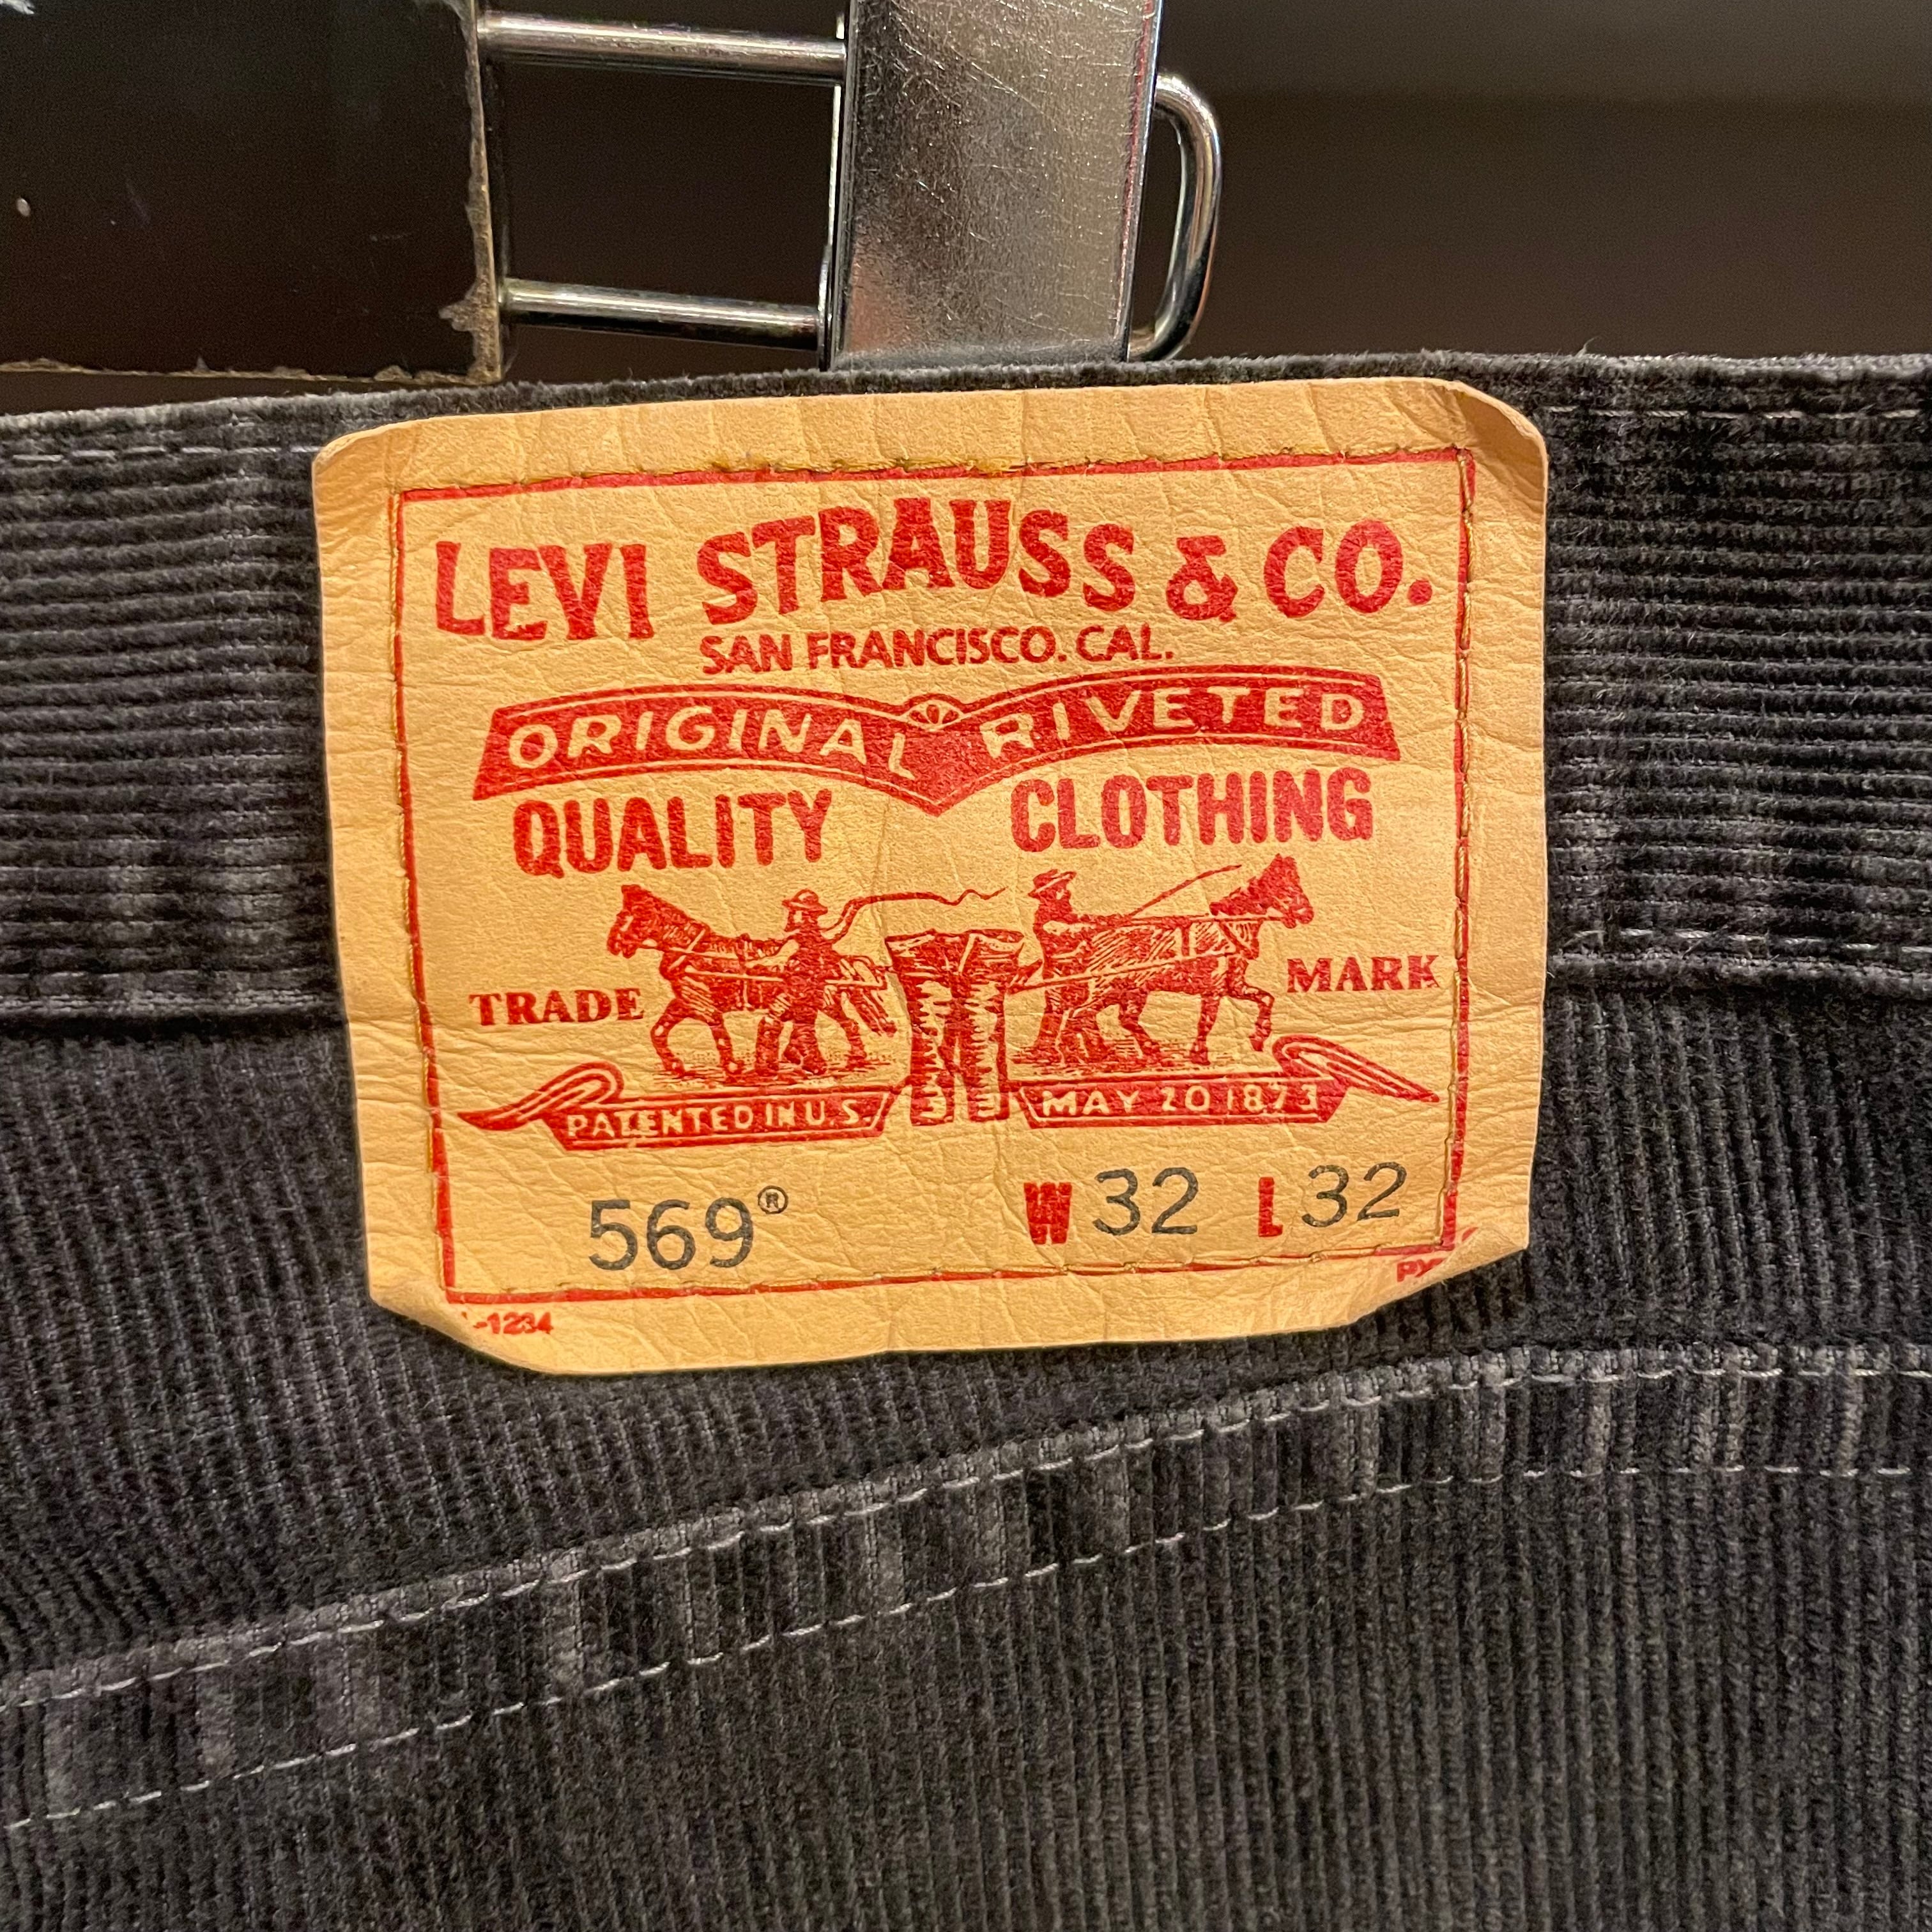 LEVI STRAUSS & CO.
SAN FRANCISCO. CAL.
ORIGINAL RIVETED
QUALITY CLOTHING
TRADE MARK
PATENTED IN U.S. MAY 20 1873
569® W 32 L 32
-1234